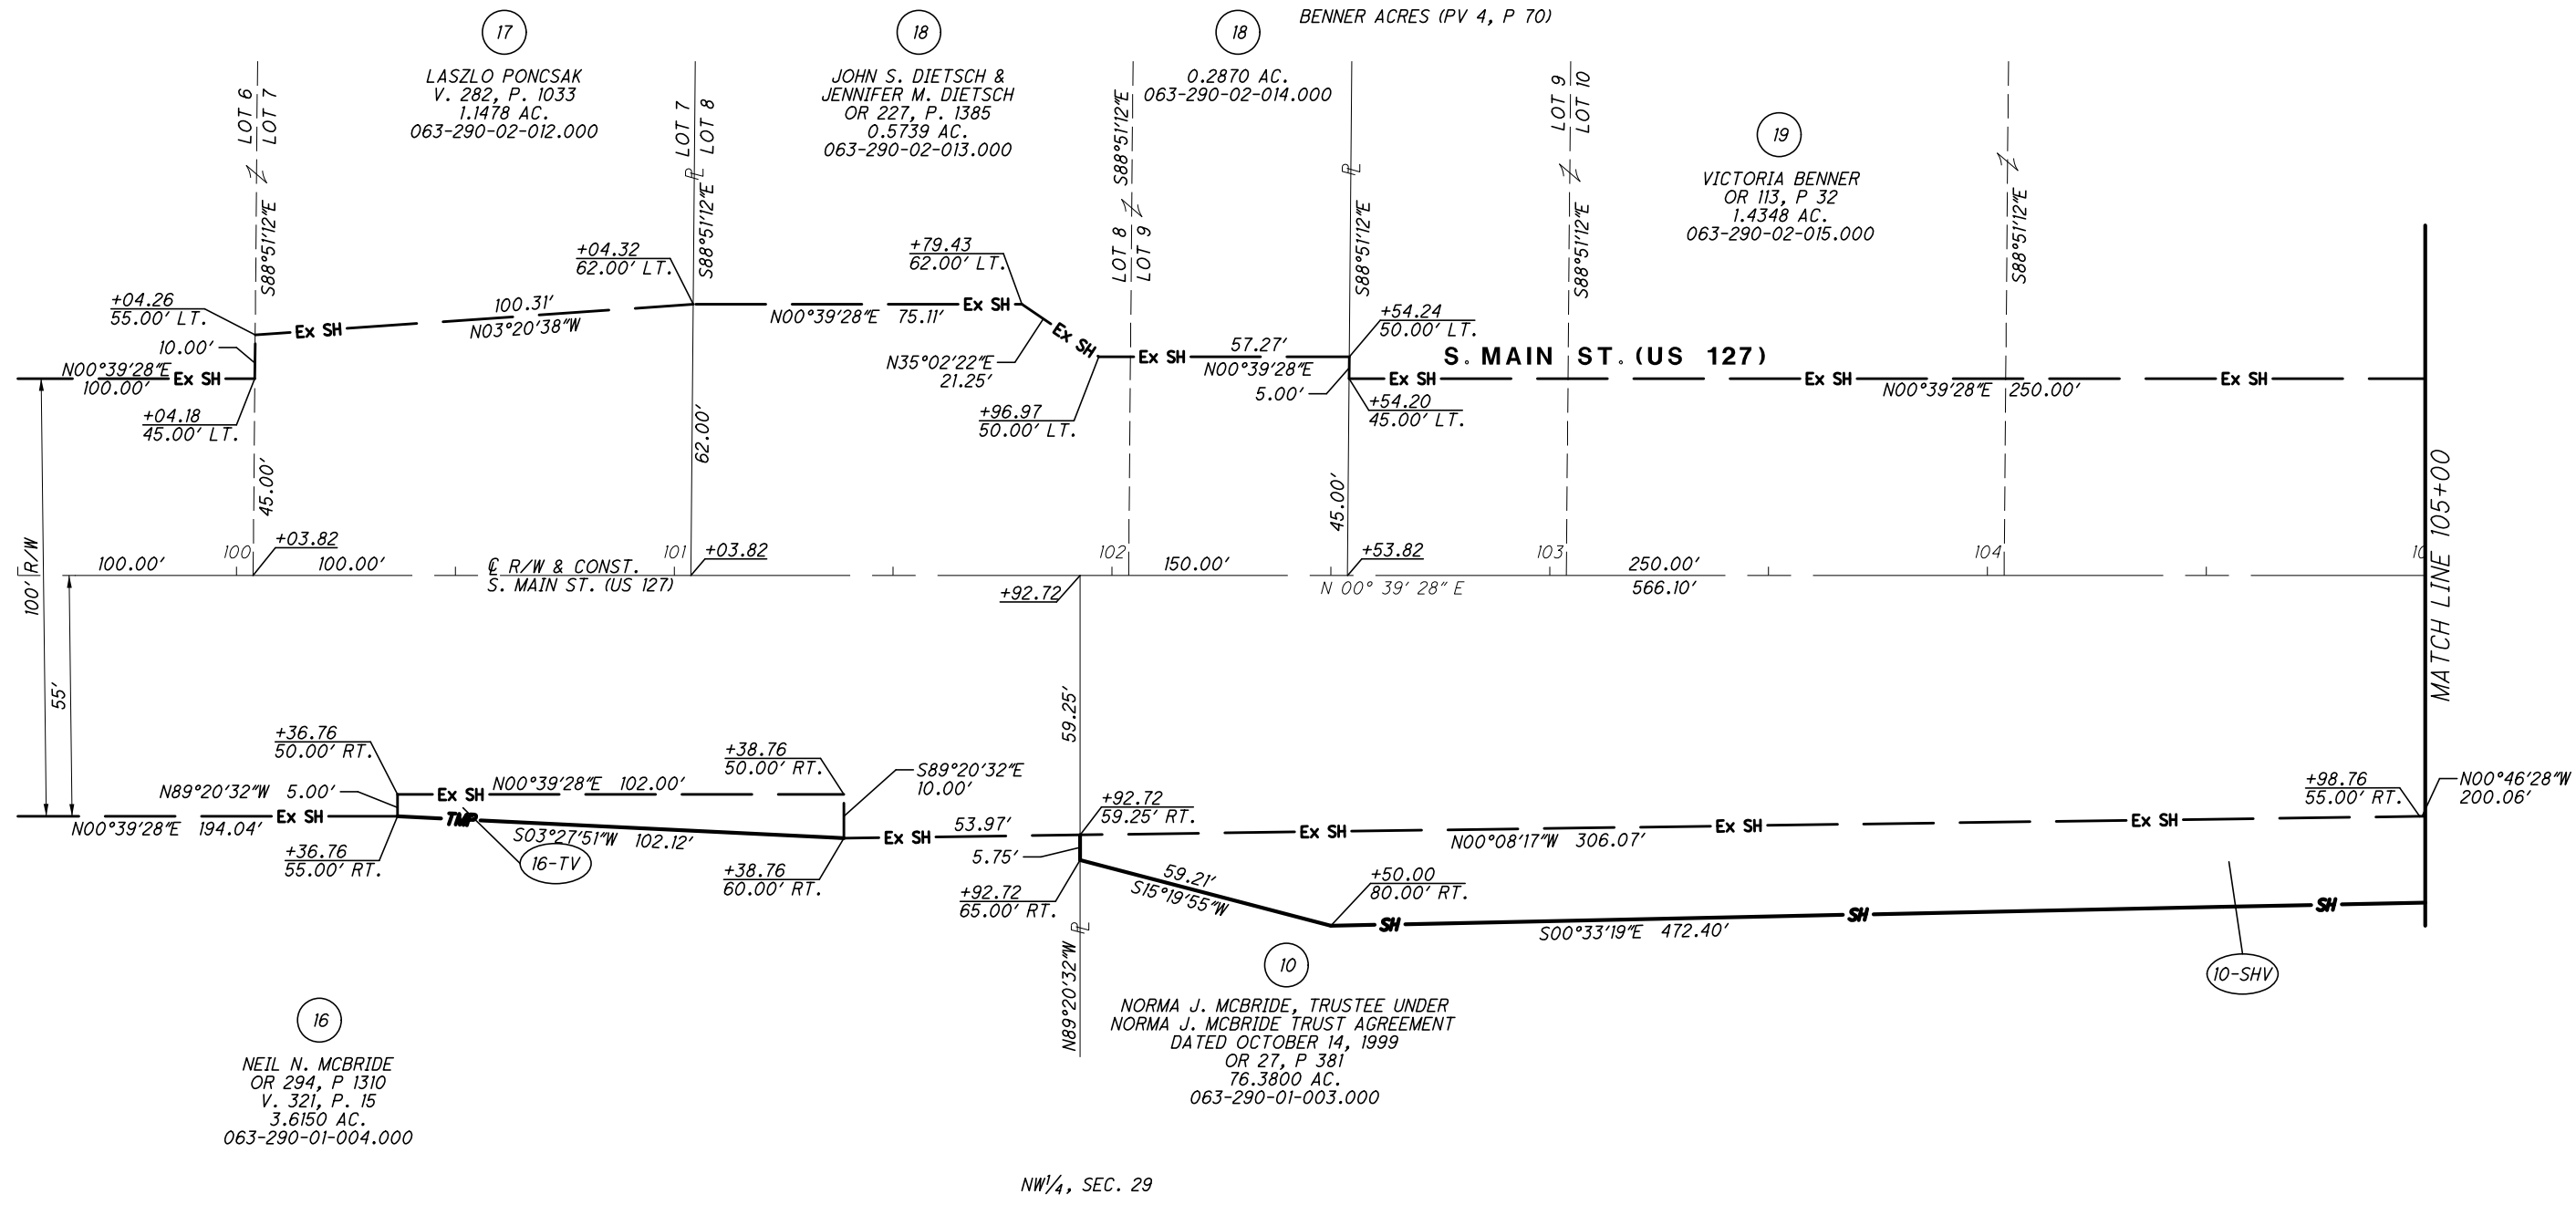 BENNER ACRES (PV 4, P 70)
17
LASZLO PONCSAK
V. 282, P. 1033
1.1478 AC.
063-290-02-012.000
18
JOHN S. DIETSCH &
JENNIFER M. DIETSCH
OR 227, P. 1385
0.5739 AC.
063-290-02-013.000
18
0.2870 AC.
063-290-02-014.000
19
VICTORIA BENNER
OR 113, P 32
1.4348 AC.
063-290-02-015.000
LOT 6
LOT 7
S88°51'12"E
LOT 7
LOT 8
S88°51'12"E
S88°51'12"E
LOT 8
LOT 9
S88°51'12"E
LOT 9
LOT 10
S88°51'12"E
S88°51'12"E
+04.26
55.00' LT.
10.00'
N00°39'28"E
100.00'
Ex SH
+04.18
45.00' LT.
Ex SH
100.31'
N03°20'38"W
+04.32
62.00' LT.
N00°39'28"E 75.11'
Ex SH
+79.43
62.00' LT.
Ex SH
N35°02'22"E
21.25'
+96.97
50.00' LT.
Ex SH
57.27'
N00°39'28"E
5.00'
+54.24
50.00' LT.
+54.20
45.00' LT.
S. MAIN ST. (US 127)
Ex SH
Ex SH
N00°39'28"E 250.00'
Ex SH
45.00'
62.00'
45.00'
MATCH LINE 105+00
100' R/W
55'
100.00'
100
+03.82
100.00'
℄ R/W & CONST.
S. MAIN ST. (US 127)
101
+03.82
102
150.00'
+53.82
103
250.00'
104
10
+92.72
N 00° 39' 28" E
566.10'
59.25'
+36.76
50.00' RT.
N89°20'32"W 5.00'
N00°39'28"E 194.04'
Ex SH
+36.76
55.00' RT.
Ex SH
N00°39'28"E 102.00'
TMP
S03°27'51"W 102.12'
16-TV
+38.76
50.00' RT.
S89°20'32"E
10.00'
+38.76
60.00' RT.
Ex SH
53.97'
+92.72
59.25' RT.
5.75'
+92.72
65.00' RT.
59.21'
S15°19'55"W
+50.00
80.00' RT.
Ex SH
N00°08'17"W 306.07'
Ex SH
Ex SH
+98.76
55.00' RT.
N00°46'28"W
200.06'
SH
S00°33'19"E 472.40'
SH
SH
10-SHV
N89°20'32"W
16
NEIL N. MCBRIDE
OR 294, P 1310
V. 321, P. 15
3.6150 AC.
063-290-01-004.000
10
NORMA J. MCBRIDE, TRUSTEE UNDER
NORMA J. MCBRIDE TRUST AGREEMENT
DATED OCTOBER 14, 1999
OR 27, P 381
76.3800 AC.
063-290-01-003.000
NW¼, SEC. 29